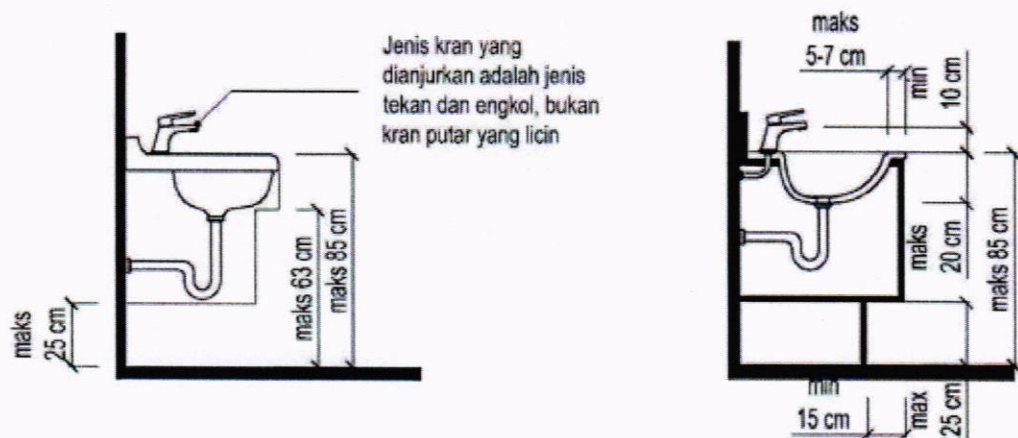 Jenis kran yang
dianjurkan adalah jenis
tekan dan engkol, bukan
kran putar yang licin
maks 63 cm
maks 85 cm
maks
25 cm
maks
5-7 cm
min
10 cm
maks
20 cm
maks 85 cm
min
15 cm
max
25 cm